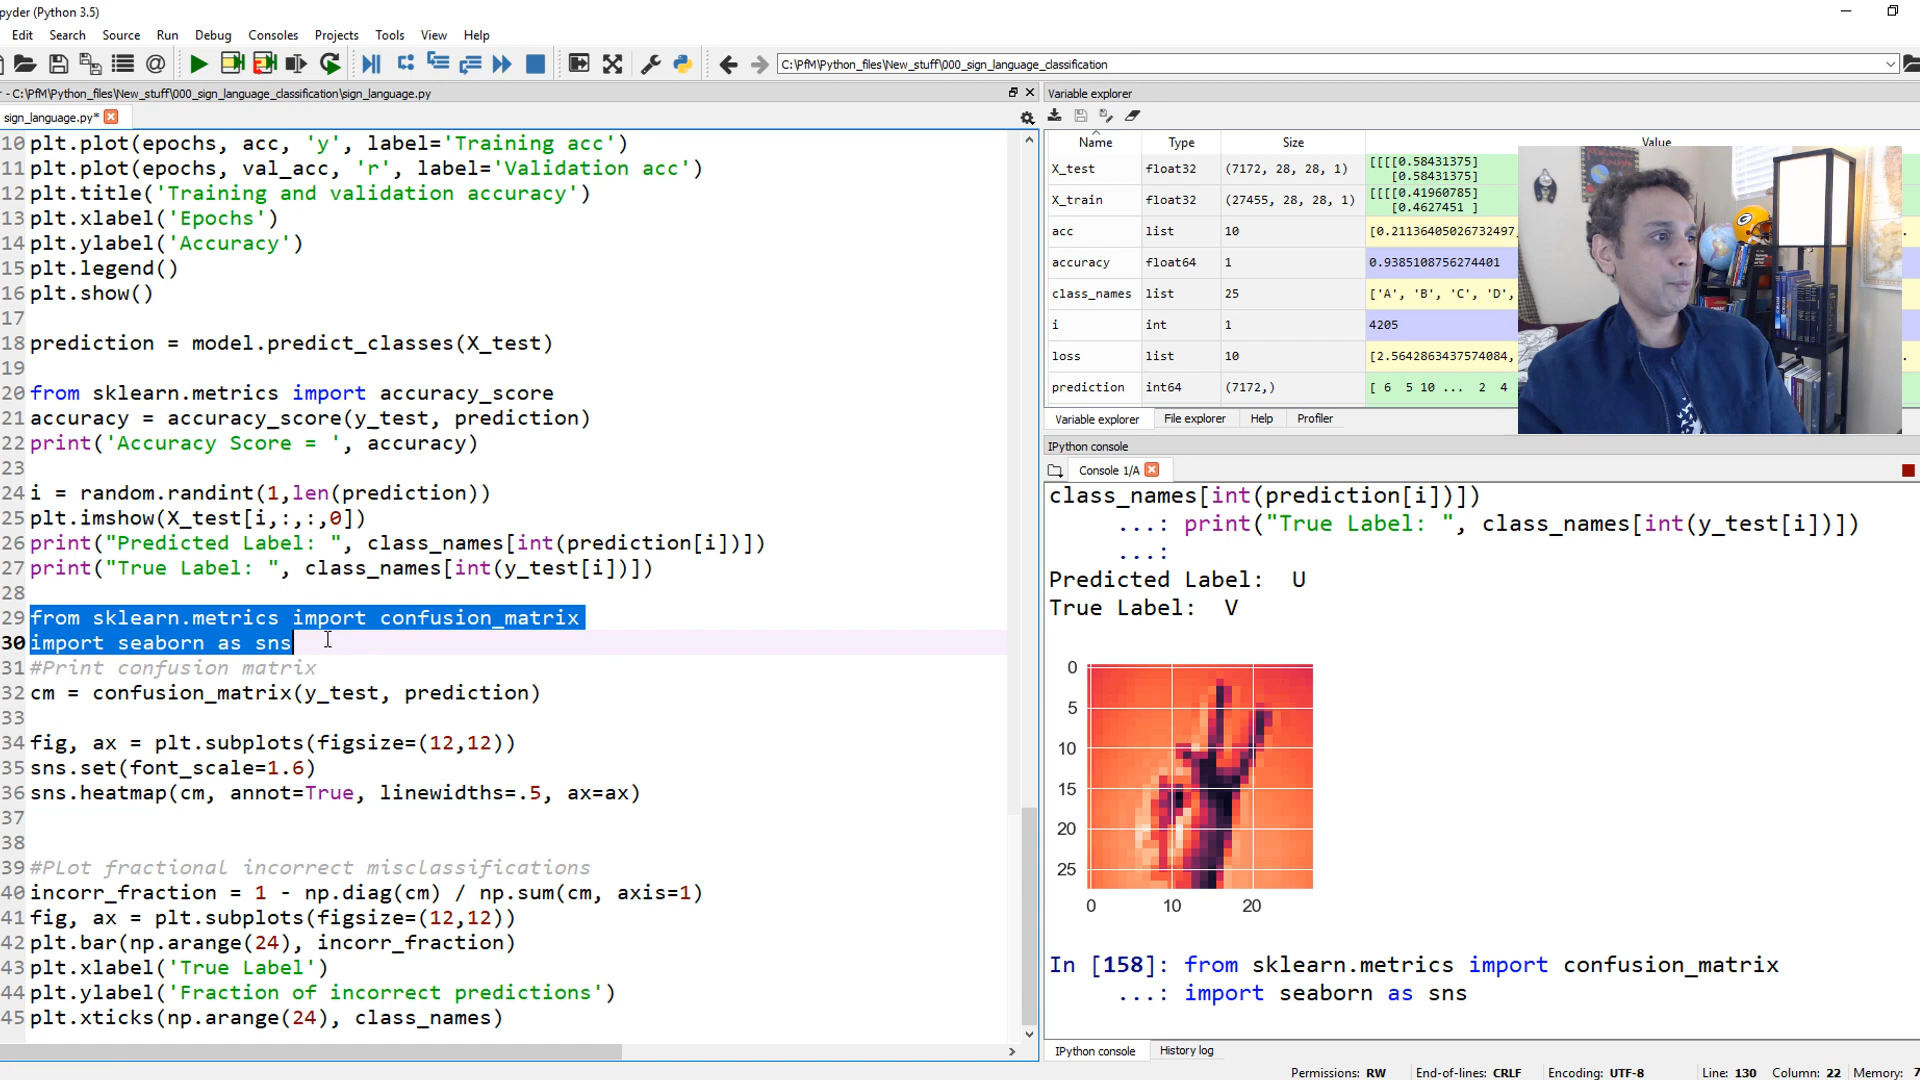 pyder (Python 3.5)
Edit Search Source Run Debug Consoles Projects Tools View Help
C:\PfM\Python_files\New_stuff\000_sign_language_classification
r - C:\PfM\Python_files\New_stuff\000_sign_language_classification\sign_language.py
sign_language.py*
10 plt.plot(epochs, acc, 'y', label='Training acc')
11 plt.plot(epochs, val_acc, 'r', label='Validation acc')
12 plt.title('Training and validation accuracy')
13 plt.xlabel('Epochs')
14 plt.ylabel('Accuracy')
15 plt.legend()
16 plt.show()
17
18 prediction = model.predict_classes(X_test)
19
20 from sklearn.metrics import accuracy_score
21 accuracy = accuracy_score(y_test, prediction)
22 print('Accuracy Score = ', accuracy)
23
24 i = random.randint(1,len(prediction))
25 plt.imshow(X_test[i,:,:,0])
26 print("Predicted Label: ", class_names[int(prediction[i])])
27 print("True Label: ", class_names[int(y_test[i])])
28
29 from sklearn.metrics import confusion_matrix
30 import seaborn as sns
31 #Print confusion matrix
32 cm = confusion_matrix(y_test, prediction)
33
34 fig, ax = plt.subplots(figsize=(12,12))
35 sns.set(font_scale=1.6)
36 sns.heatmap(cm, annot=True, linewidths=.5, ax=ax)
37
38
39 #PLot fractional incorrect misclassifications
40 incorr_fraction = 1 - np.diag(cm) / np.sum(cm, axis=1)
41 fig, ax = plt.subplots(figsize=(12,12))
42 plt.bar(np.arange(24), incorr_fraction)
43 plt.xlabel('True Label')
44 plt.ylabel('Fraction of incorrect predictions')
45 plt.xticks(np.arange(24), class_names)
Variable explorer
Name Type Size Value
X_test float32 (7172, 28, 28, 1) [[[[0.58431375]
[0.58431375]
X_train float32 (27455, 28, 28, 1) [[[[0.41960785]
[0.4627451 ]
acc list 10 [0.21136405026732497,
accuracy float64 1 0.9385108756274401
class_names list 25 ['A', 'B', 'C', 'D',
i int 1 4205
loss list 10 [2.5642863437574084,
prediction int64 (7172,) [ 6 5 10 ... 2 4
Variable explorer File explorer Help Profiler
IPython console
Console 1/A
class_names[int(prediction[i])])
...: print("True Label: ", class_names[int(y_test[i])])
...:
Predicted Label: U
True Label: V
0
5
10
15
20
25
0 10 20
In [158]: from sklearn.metrics import confusion_matrix
...: import seaborn as sns
IPython console History log
Permissions: RW End-of-lines: CRLF Encoding: UTF-8 Line: 130 Column: 22 Memory: 7